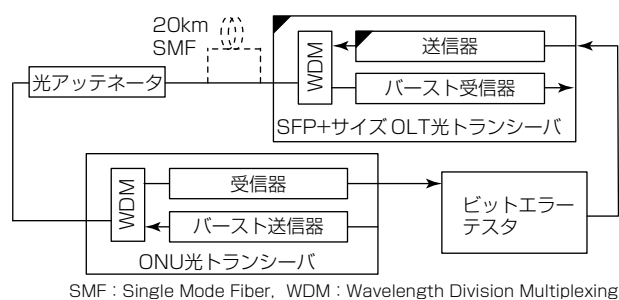 20km
SMF
WDM
送信器
バースト受信器
光アッテネータ
SFP+サイズOLT光トランシーバ
WDM
受信器
バースト送信器
ONU光トランシーバ
ビットエラー
テスタ
SMF：Single Mode Fiber, WDM：Wavelength Division Multiplexing